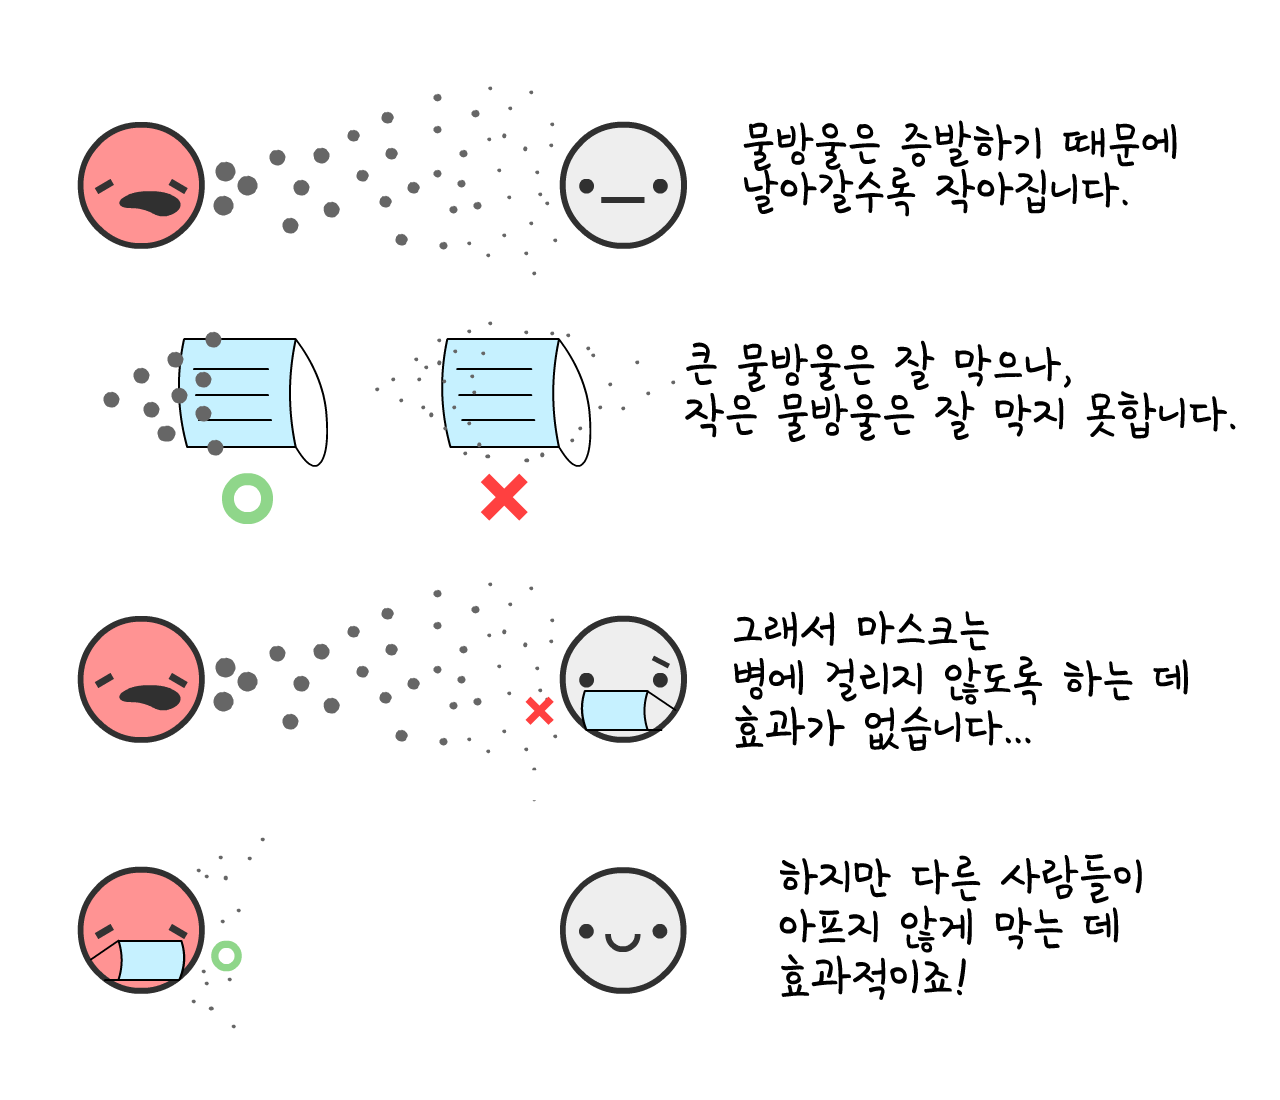 물방울은 증발하기 때문에
날아갈수록 작아집니다.
큰 물방울은 잘 막으나,
작은 물방울은 잘 막지 못합니다.
그래서 마스크는
병에 걸리지 않도록 하는 데
효과가 없습니다...
하지만 다른 사람들이
아프지 않게 막는 데
효과적이죠!